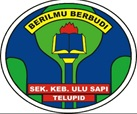 BERILMU BERBUDI
SEK. KEB. ULU SAPI
TELUPID